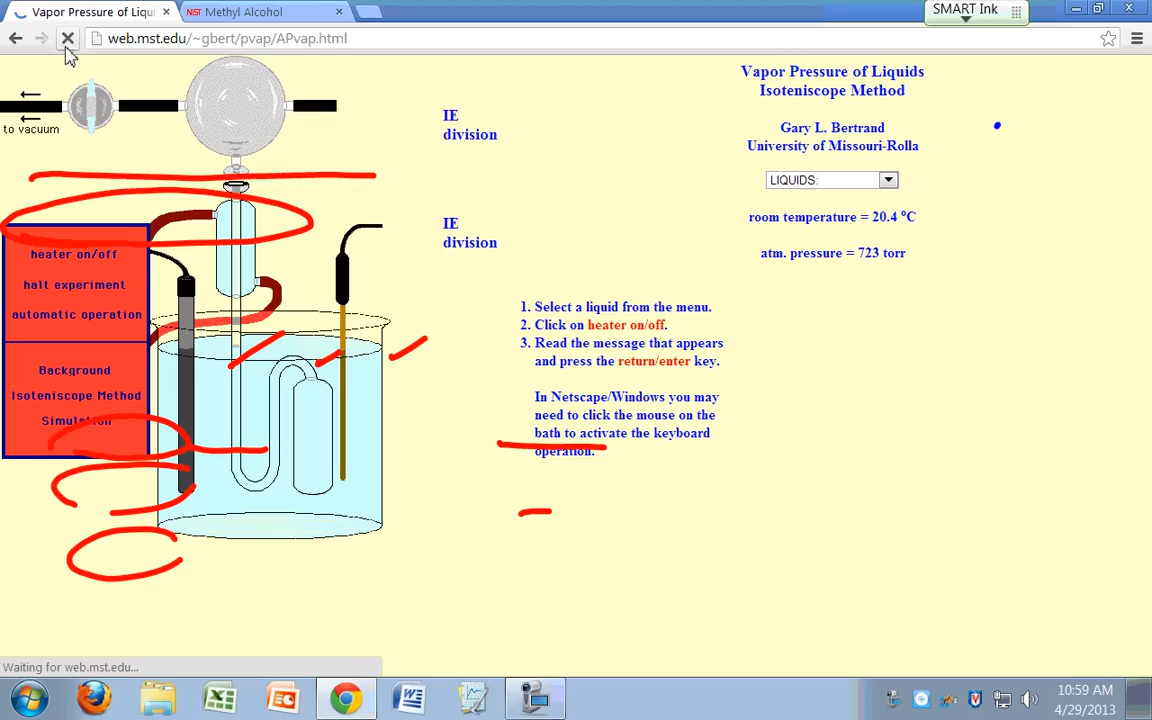 Vapor Pressure of Liqui
NIST Methyl Alcohol
SMART Ink
web.mst.edu/~gbert/pvap/APvap.html
to vacuum
IE
division
IE
division
Vapor Pressure of Liquids
Isoteniscope Method
Gary L. Bertrand
University of Missouri-Rolla
LIQUIDS:
room temperature = 20.4 °C
atm. pressure = 723 torr
heater on/off
halt experiment
automatic operation
Background
Isoteniscope Method
Simulation
1. Select a liquid from the menu.
2. Click on heater on/off.
3. Read the message that appears
and press the return/enter key.
In Netscape/Windows you may
need to click the mouse on the
bath to activate the keyboard
operation.
Waiting for web.mst.edu...
10:59 AM
4/29/2013